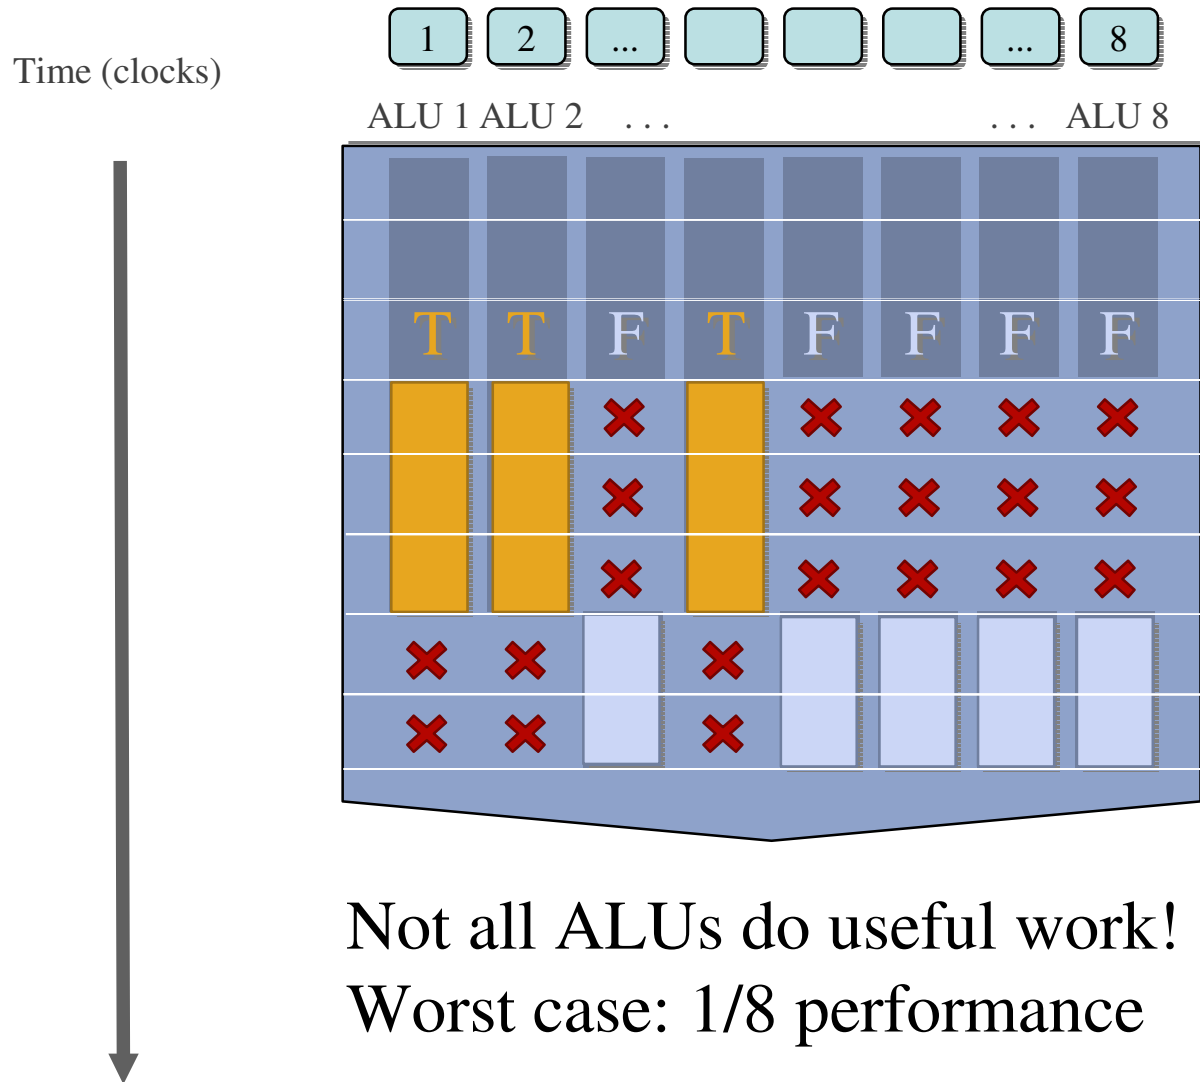 1 2 ... ... 8
Time (clocks)
ALU 1 ALU 2 . . . . . . ALU 8
T T F T F F F F
Not all ALUs do useful work!
Worst case: 1/8 performance